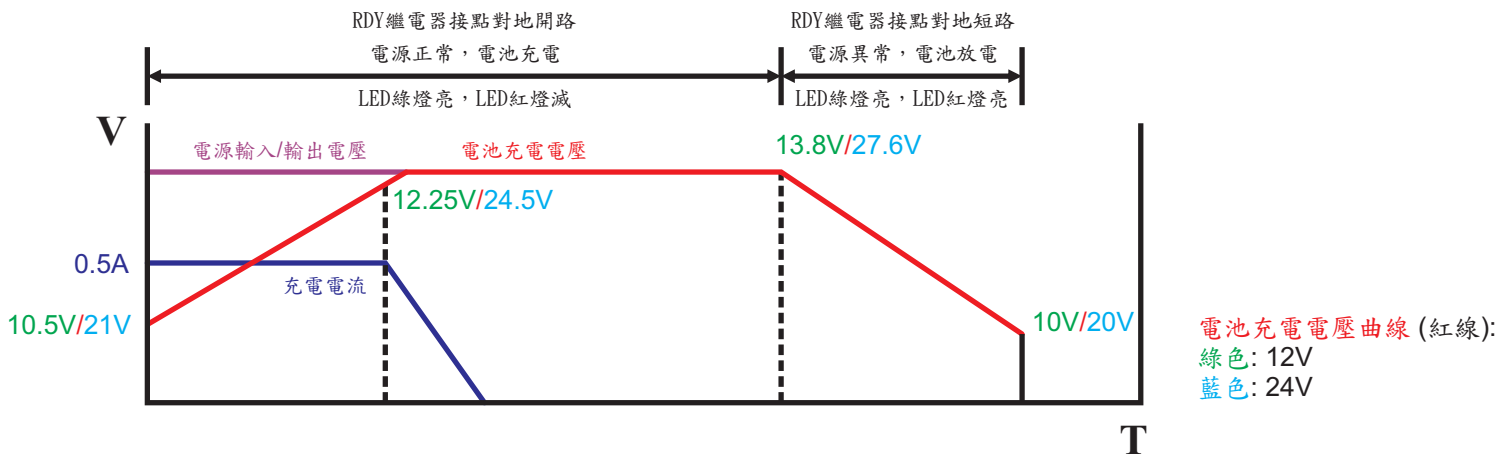 RDY繼電器接點對地開路
電源正常，電池充電
LED綠燈亮，LED紅燈滅
RDY繼電器接點對地短路
電源異常，電池放電
LED綠燈亮，LED紅燈亮
V
電源輸入/輸出電壓
電池充電電壓
13.8V/27.6V
12.25V/24.5V
0.5A
充電電流
10.5V/21V
10V/20V
T
電池充電電壓曲線 (紅線):
綠色: 12V
藍色: 24V